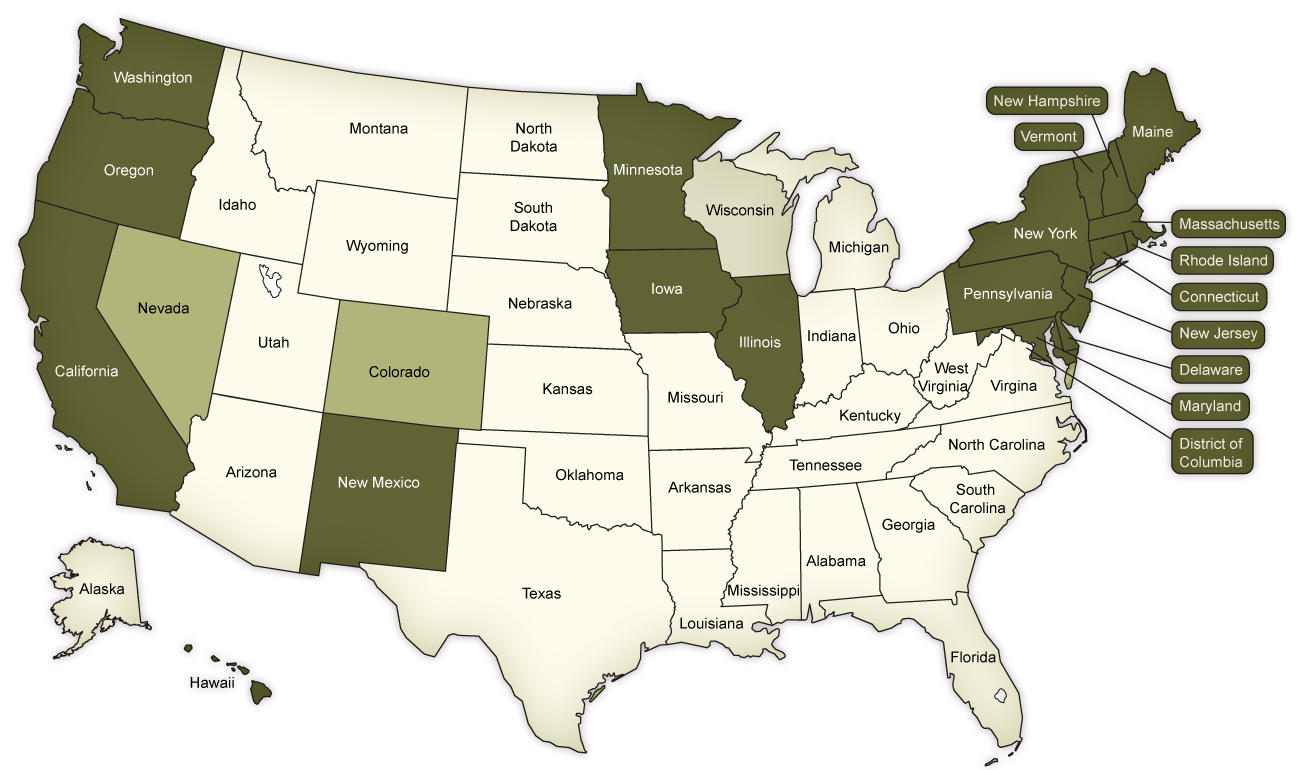 Washington
Oregon
California
Nevada
Idaho
Montana
Wyoming
Utah
Arizona
Colorado
New Mexico
North
Dakota
South
Dakota
Nebraska
Kansas
Oklahoma
Texas
Minnesota
Iowa
Missouri
Arkansas
Louisiana
Wisconsin
Illinois
Michigan
Indiana
Ohio
Kentucky
Tennessee
Mississippi
Alabama
Georgia
Florida
South
Carolina
North Carolina
Virgina
West
Virginia
Pennsylvania
New York
Maine
New Hampshire
Vermont
Massachusetts
Rhode Island
Connecticut
New Jersey
Delaware
Maryland
District of
Columbia
Alaska
Hawaii